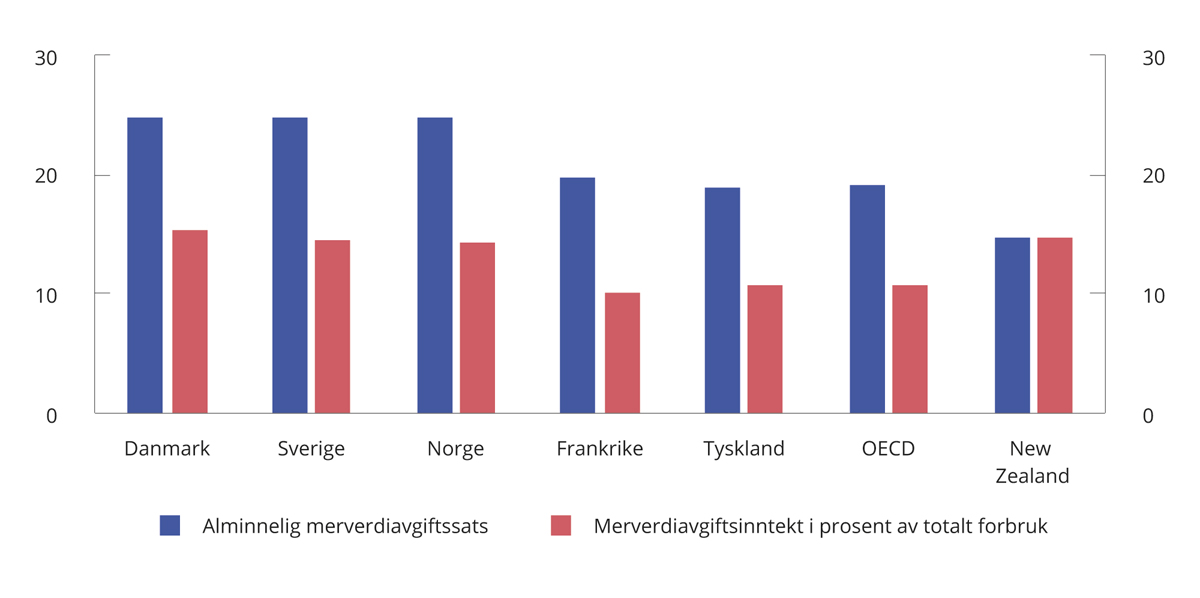 30 30
20 20
10 10
0 0
Danmark Sverige Norge Frankrike Tyskland OECD New
Zealand
Alminnelig merverdiavgiftssats Merverdiavgiftsinntekt i prosent av totalt forbruk